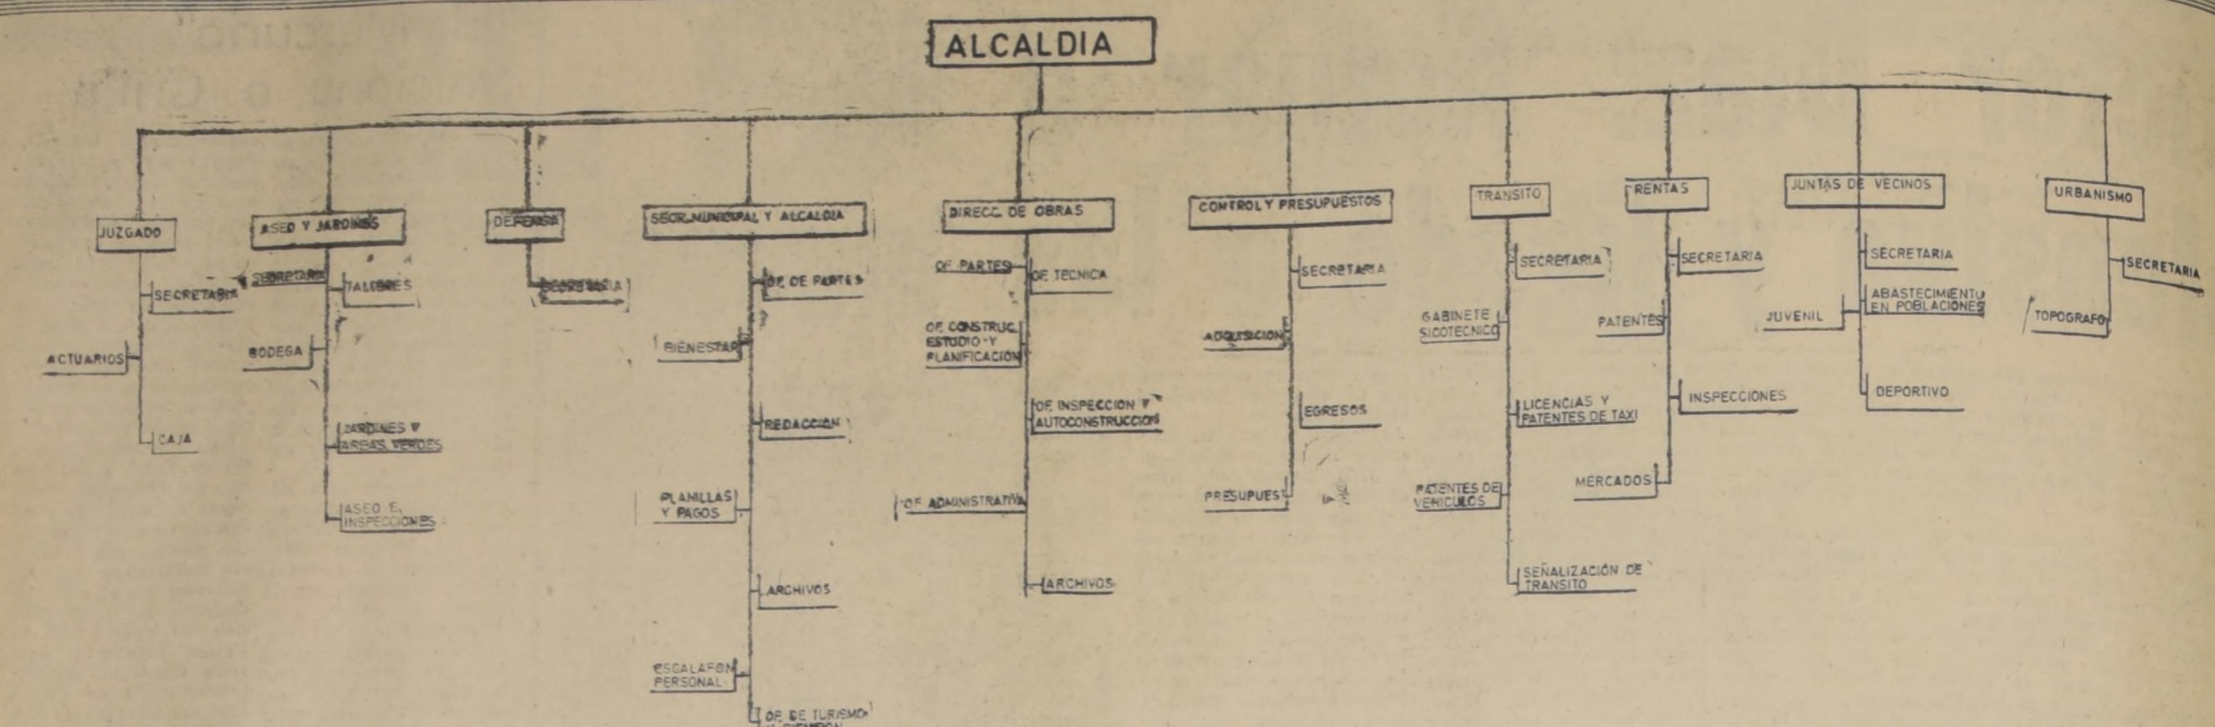 ALCALDIA
JUZGADO
SECRETARIA
ACTUARIOS
CAJA
ASEO Y JARDINES
SECRETARIA
TALLERES
BODEGA
JARDINES Y
AREAS VERDES
ASEO E
INSPECCIONES
DEFENSA
SECRETARIA
SECR. MUNICIPAL Y ALCALDIA
OF. DE PARTES
BIENESTAR
REDACCION
PLANILLAS
Y PAGOS
ARCHIVOS
ESCALAFON
PERSONAL
OF. DE TURISMO
DIRECC. DE OBRAS
OF. PARTES
OF. TECNICA
OF. CONSTRUC.
ESTUDIO Y
PLANIFICACION
OF. INSPECCION Y
AUTOCONSTRUCCION
OF. ADMINISTRATIVA
ARCHIVOS
CONTROL Y PRESUPUESTOS
SECRETARIA
ADQUISICION
EGRESOS
PRESUPUES
TRANSITO
SECRETARIA
GABINETE
SICOTECNICO
LICENCIAS Y
PATENTES DE TAXI
PATENTES DE
VEHICULOS
SEÑALIZACIÓN DE
TRANSITO
RENTAS
SECRETARIA
PATENTES
INSPECCIONES
MERCADOS
JUNTAS DE VECINOS
SECRETARIA
ABASTECIMIENTO
EN POBLACIONES
JUVENIL
DEPORTIVO
URBANISMO
SECRETARIA
TOPOGRAFO